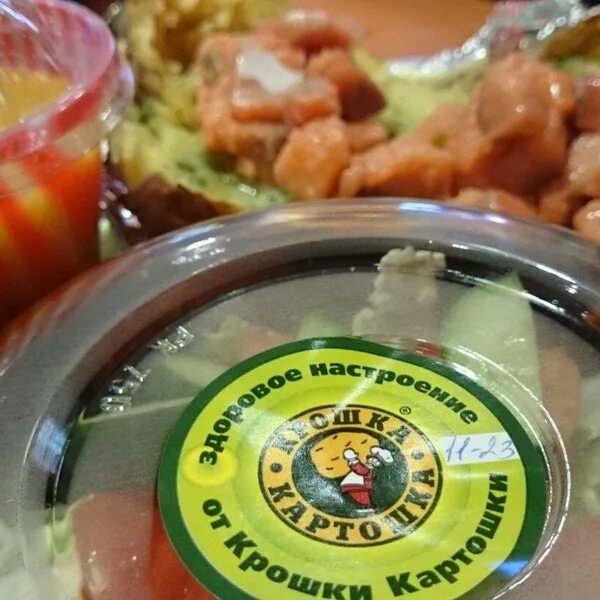 Здоровое настроение
КРОШКА®
КАРТОШКА
11-23
от Крошки Картошки